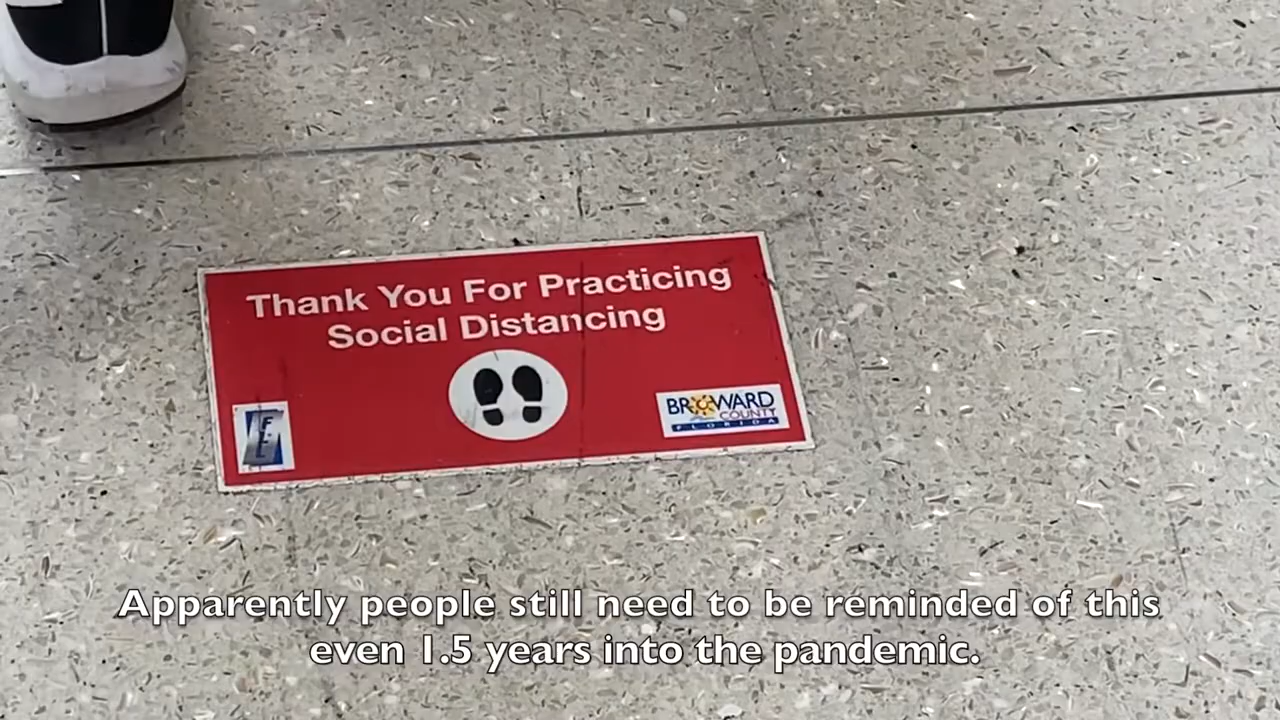 Thank You For Practicing
Social Distancing
BROWARD
COUNTY
FLORIDA
Apparently people still need to be reminded of this
even 1.5 years into the pandemic.